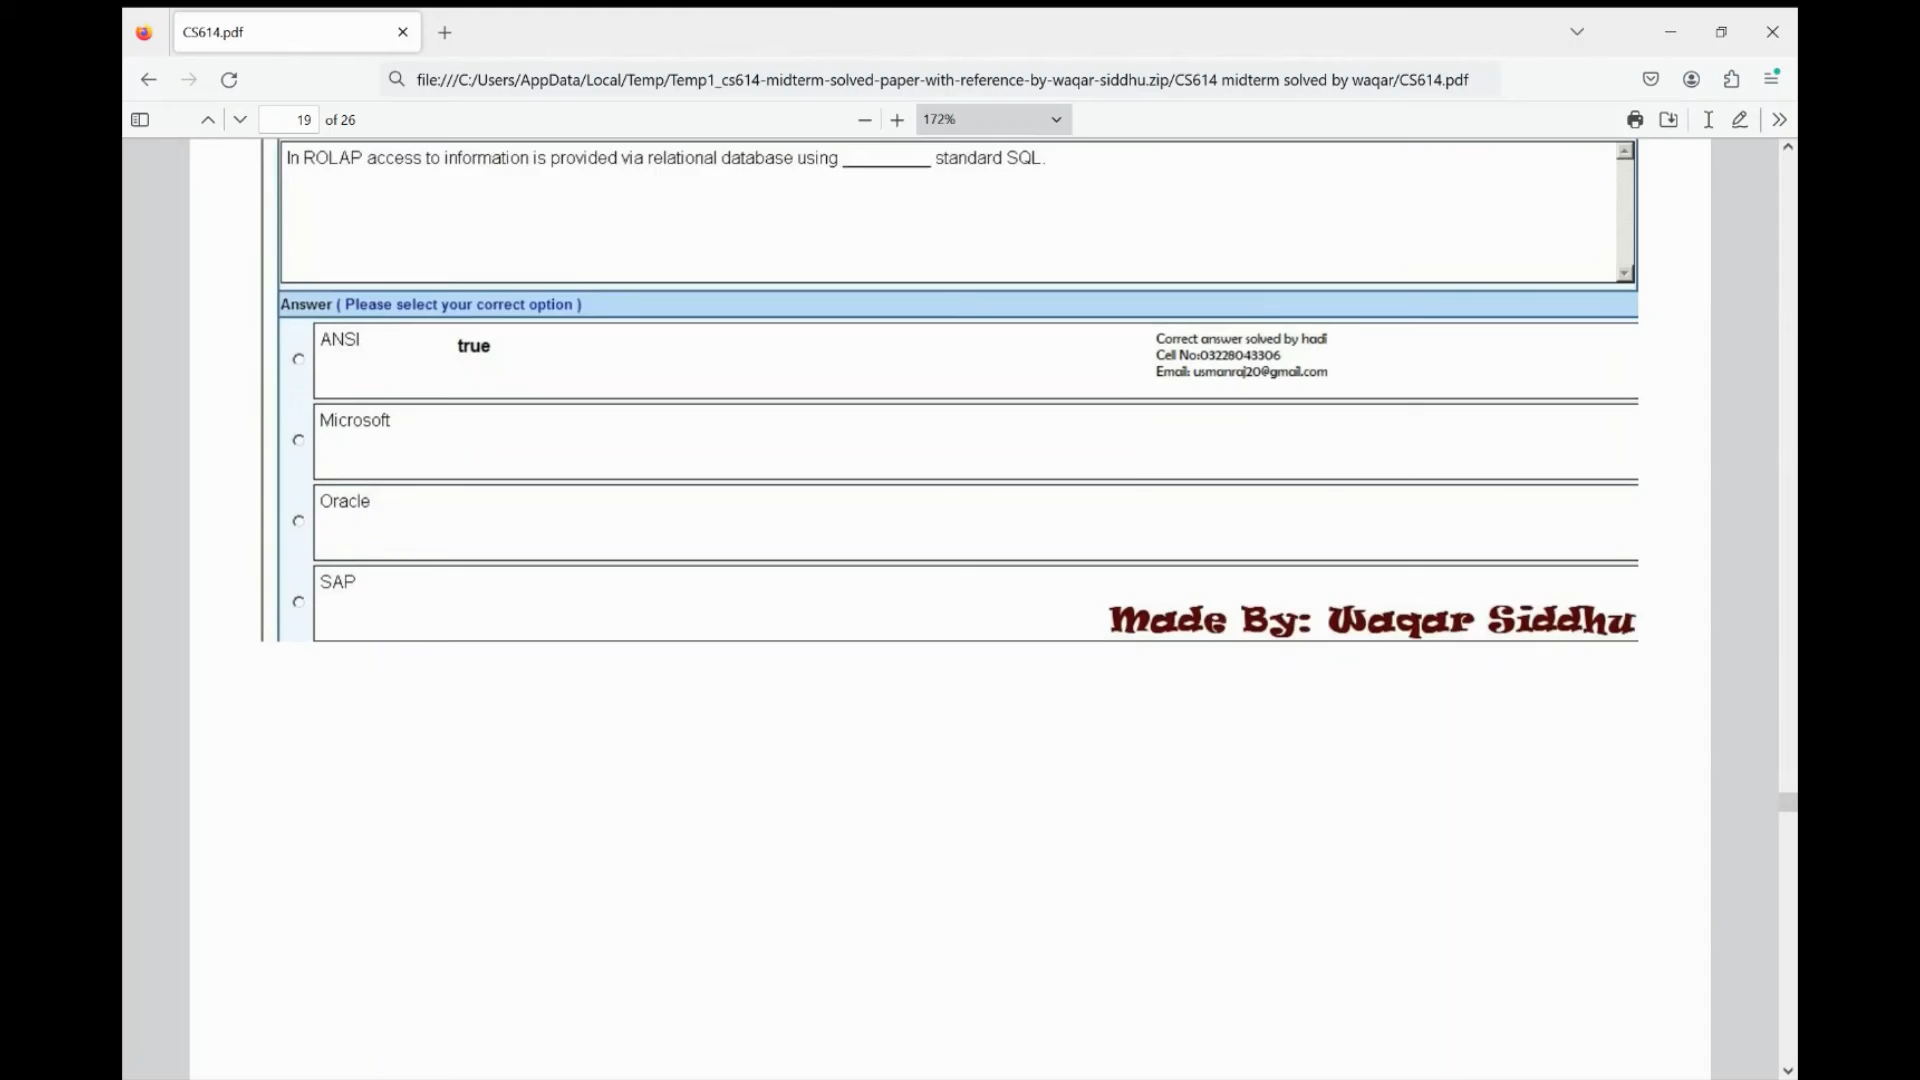 CS614.pdf
file:///C:/Users/AppData/Local/Temp/Temp1_cs614-midterm-solved-paper-with-reference-by-waqar-siddhu.zip/CS614 midterm solved by waqar/CS614.pdf
19 of 26
172%
In ROLAP access to information is provided via relational database using _________ standard SQL.
Answer ( Please select your correct option )
ANSI
true
Correct answer solved by hadi
Cell No:03228043306
Email: usmanraj20@gmail.com
Microsoft
Oracle
SAP
Made By: Waqar Siddhu